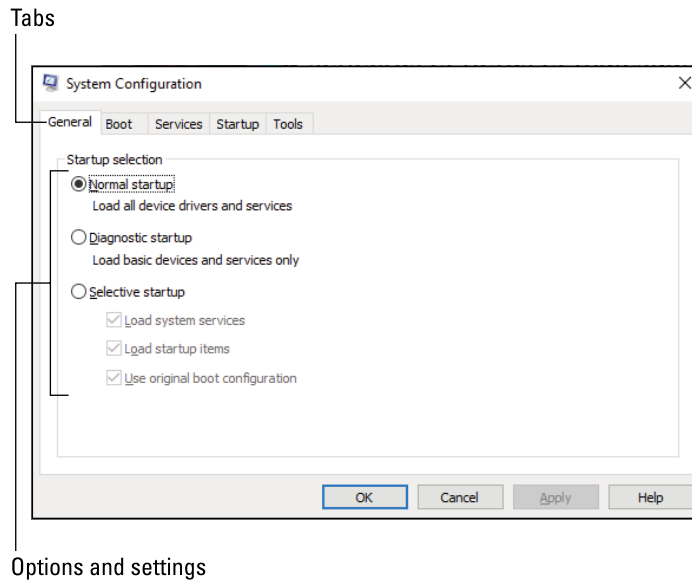 Tabs
System Configuration
General Boot Services Startup Tools
Startup selection
Normal startup
Load all device drivers and services
Diagnostic startup
Load basic devices and services only
Selective startup
Load system services
Load startup items
Use original boot configuration
OK Cancel Apply Help
Options and settings